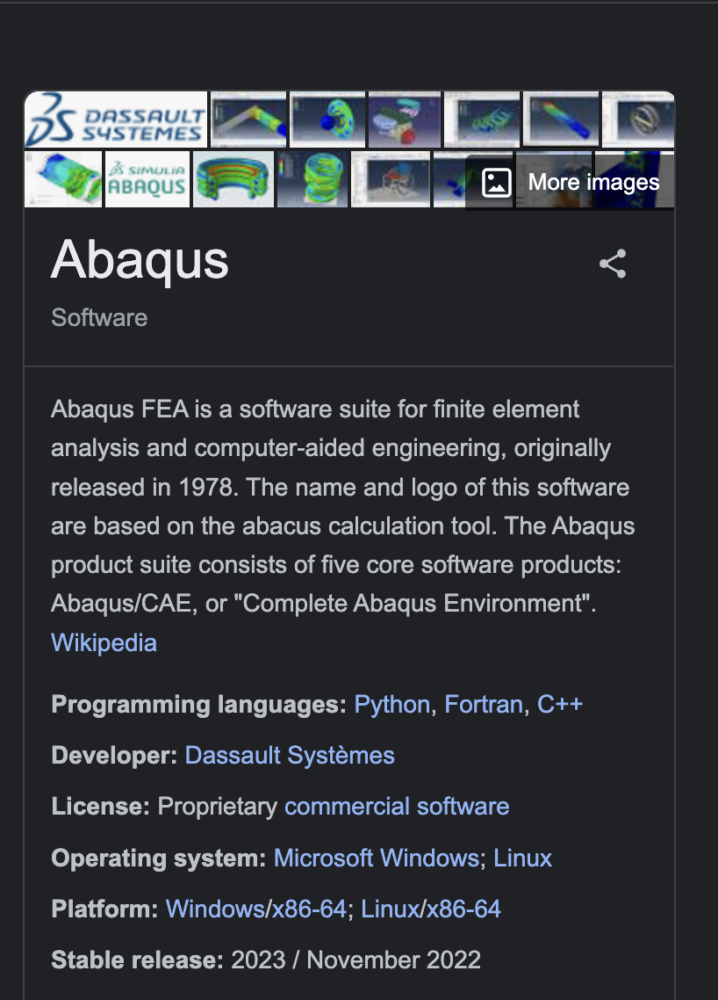 DASSAULT
SYSTEMES
SIMULIA
ABAQUS
More images
Abaqus
Software
Abaqus FEA is a software suite for finite element
analysis and computer-aided engineering, originally
released in 1978. The name and logo of this software
are based on the abacus calculation tool. The Abaqus
product suite consists of five core software products:
Abaqus/CAE, or "Complete Abaqus Environment".
Wikipedia
Programming languages: Python, Fortran, C++
Developer: Dassault Systèmes
License: Proprietary commercial software
Operating system: Microsoft Windows; Linux
Platform: Windows/x86-64; Linux/x86-64
Stable release: 2023 / November 2022